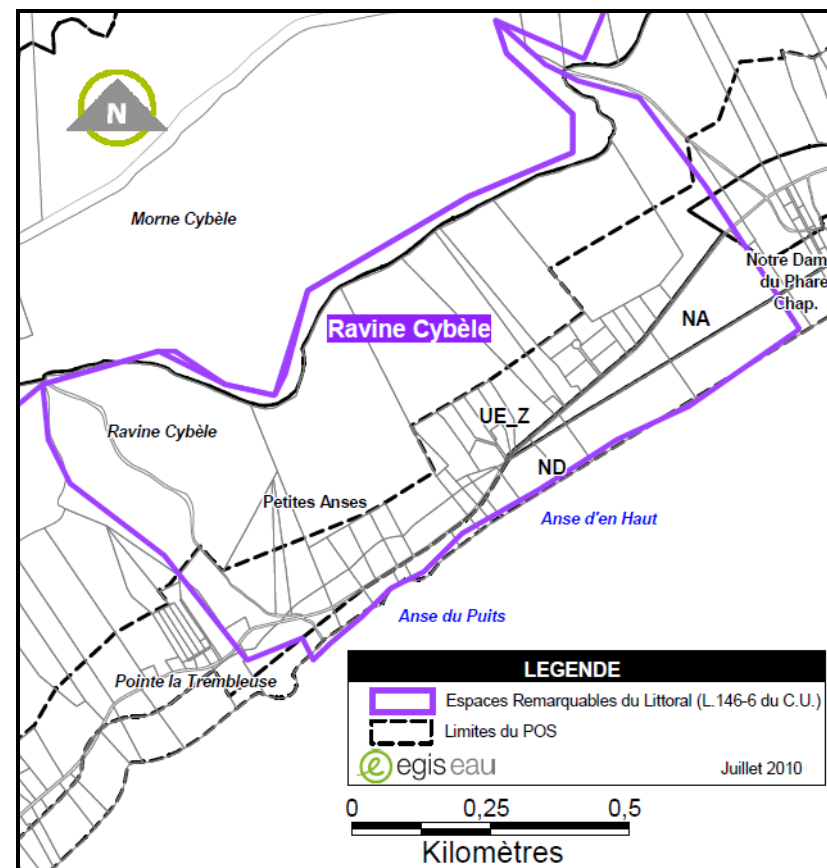 N
Morne Cybèle
Notre Dam
du Phare
Chap.
Ravine Cybèle
NA
UE_Z
Ravine Cybèle
ND
Petites Anses
Anse d'en Haut
Anse du Puits
Pointe la Trembleuse
LEGENDE
Espaces Remarquables du Littoral (L.146-6 du C.U.)
Limites du POS
egis eau Juillet 2010
0 0,25 0,5
Kilomètres